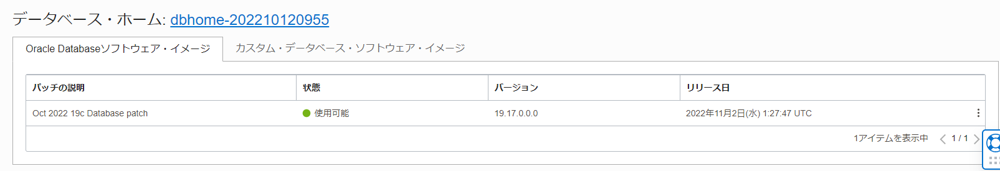 データベース・ホーム: dbhome-202210120955
Oracle Databaseソフトウェア・イメージ カスタム・データベース・ソフトウェア・イメージ
パッチの説明 状態 バージョン リリース日
Oct 2022 19c Database patch 使用可能 19.17.0.0.0 2022年11月2日(水) 1:27:47 UTC
1アイテムを表示中 1 / 1